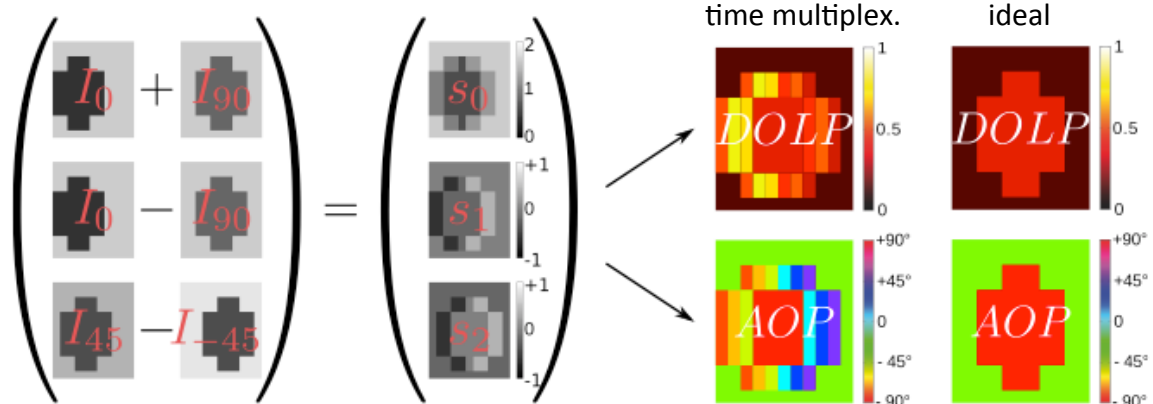 time multiplex. ideal
I₀ + I₉₀
s₀
2
1
0
DOLP
1
0.5
0
DOLP
1
0.5
0
I₀ − I₉₀
=
s₁
+1
0
-1
I₄₅ − I₋₄₅
s₂
+1
0
-1
AOP
+90°
+45°
0
- 45°
- 90°
AOP
+90°
+45°
0
- 45°
- 90°